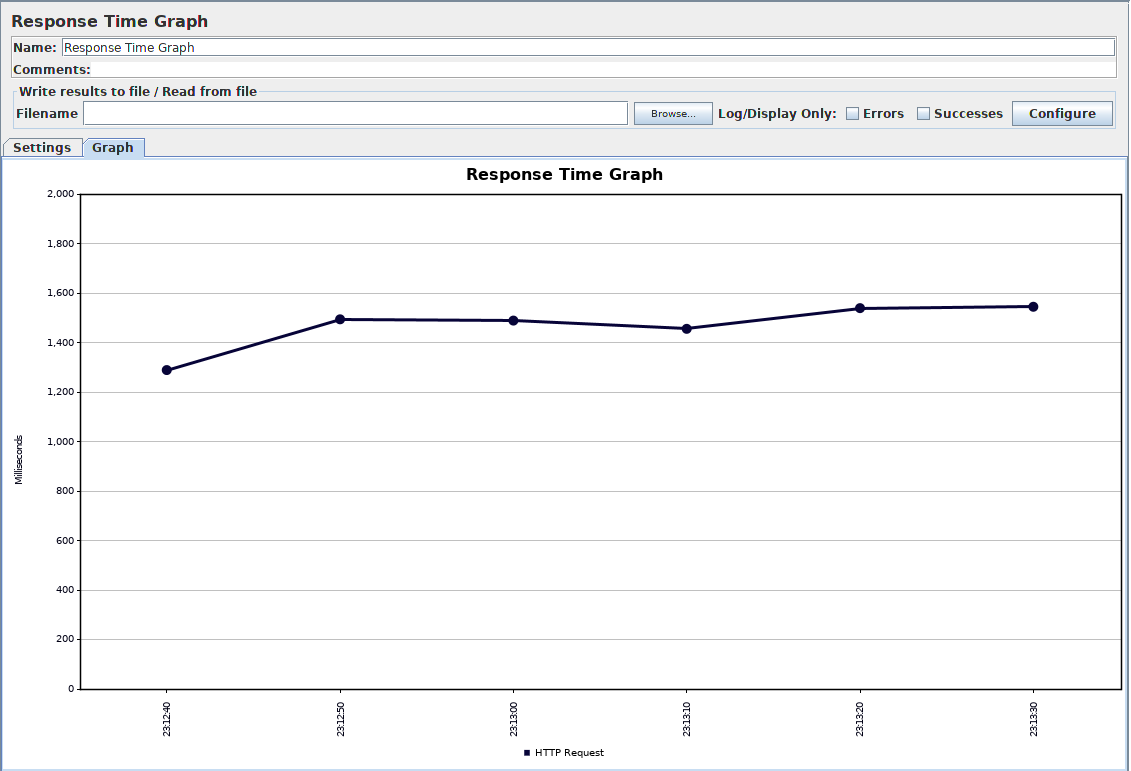 Response Time Graph
Name: Response Time Graph
Comments:
Write results to file / Read from file
Filename Browse... Log/Display Only: Errors Successes Configure
Settings Graph
Response Time Graph
2,000
1,800
1,600
1,400
1,200
1,000
800
600
400
200
0
Milliseconds
23:12:40 23:12:50 23:13:00 23:13:10 23:13:20 23:13:30
HTTP Request